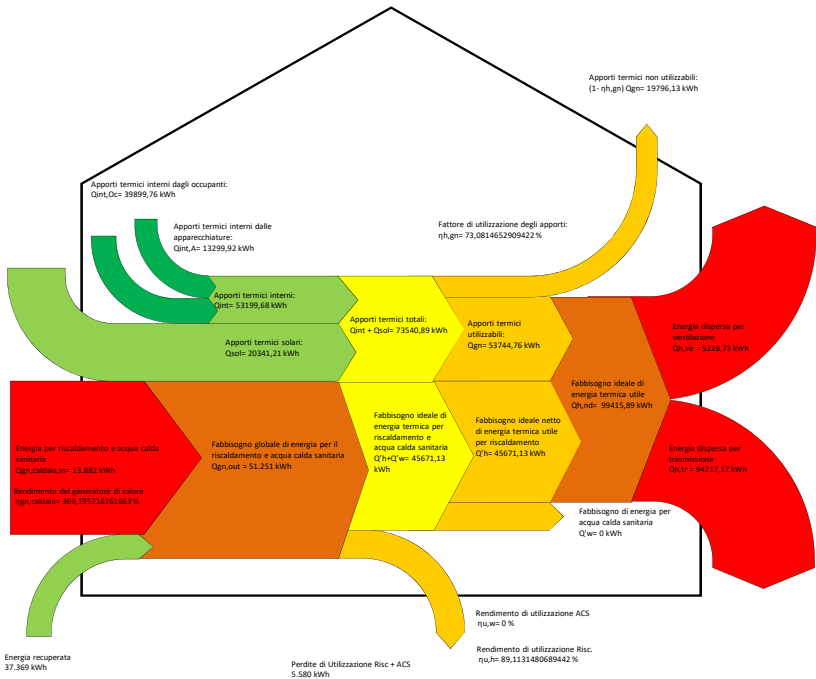 Apporti termici non utilizzabili:
(1- ηh,gn) Qgn= 19796,13 kWh
Apporti termici interni dagli occupanti:
Qint,Oc= 39899,76 kWh
Apporti termici interni dalle
apparecchiature:
Qint,A= 13299,92 kWh
Fattore di utilizzazione degli apporti:
ηh,gn= 73,0814652909422 %
Apporti termici interni:
Qint= 53199,68 kWh
Apporti termici totali:
Qint + Qsol= 73540,89 kWh
Apporti termici
utilizzabili:
Qgn= 53744,76 kWh
Energia dispersa per
ventilazione
Qh,ve = 5228,73 kWh
Apporti termici solari:
Qsol= 20341,21 kWh
Fabbisogno ideale di
energia termica utile
Qh,nd= 99415,89 kWh
Energia per riscaldamento e acqua calda
sanitaria
Qgn,caldaia,in= 13.882 kWh
Rendimento del generatore di calore
ηgn,caldaia= 369,195216161663 %
Fabbisogno globale di energia per il
riscaldamento e acqua calda sanitaria
Qgn,out = 51.251 kWh
Fabbisogno ideale di
energia termica per
riscaldamento e
acqua calda sanitaria
Q'h+Q'w= 45671,13
kWh
Fabbisogno ideale netto
di energia termica utile
per riscaldamento
Q'h= 45671,13 kWh
Energia dispersa per
trasmissione
Qh,tr = 94217,17 kWh
Fabbisogno di energia per
acqua calda sanitaria
Q'w= 0 kWh
Rendimento di utilizzazione ACS
ηu,w= 0 %
Rendimento di utilizzazione Risc.
ηu,h= 89,1131480689442 %
Energia recuperata
37.369 kWh
Perdite di Utilizzazione Risc + ACS
5.580 kWh